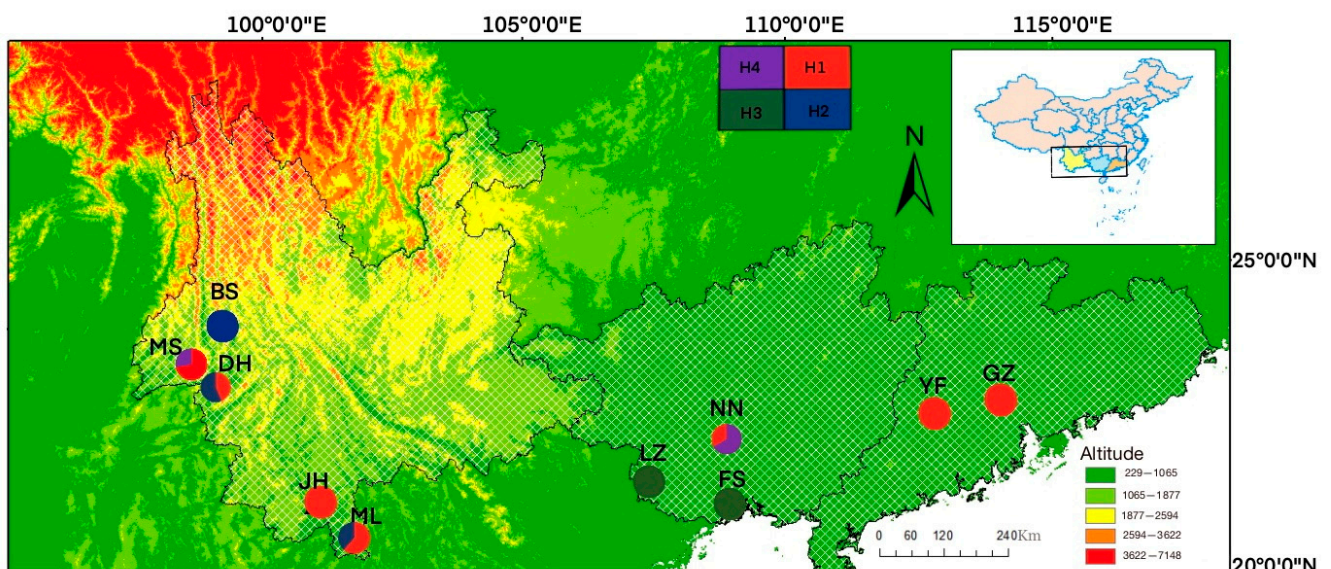 100°0'0"E 105°0'0"E 110°0'0"E 115°0'0"E
H4 H1
H3 H2
N
25°0'0"N
BS
MS
DH
GZ
YF
NN
LZ
FS
JH
ML
Altitude
229—1065
1065—1877
1877—2594
2594—3622
3622—7148
0 60 120 240Km
20°0'0"N